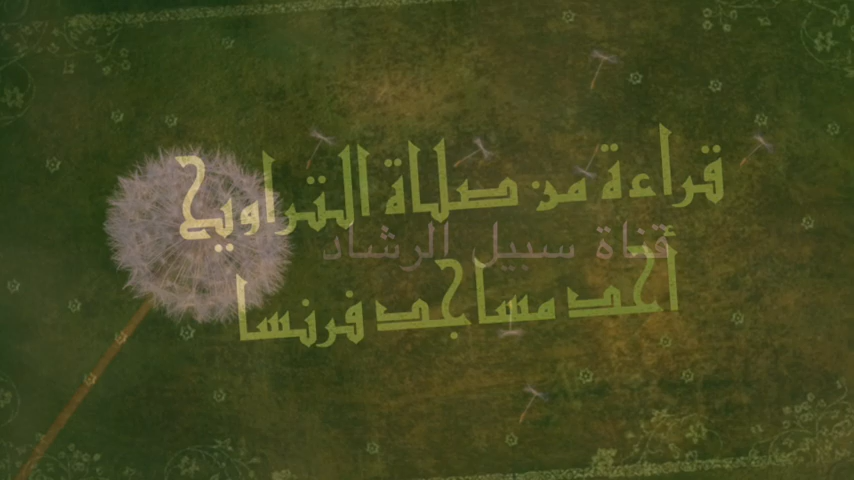 قراءة من صلاة التراويح
قناة سبيل الرشاد
أحد مساجد فرنسا